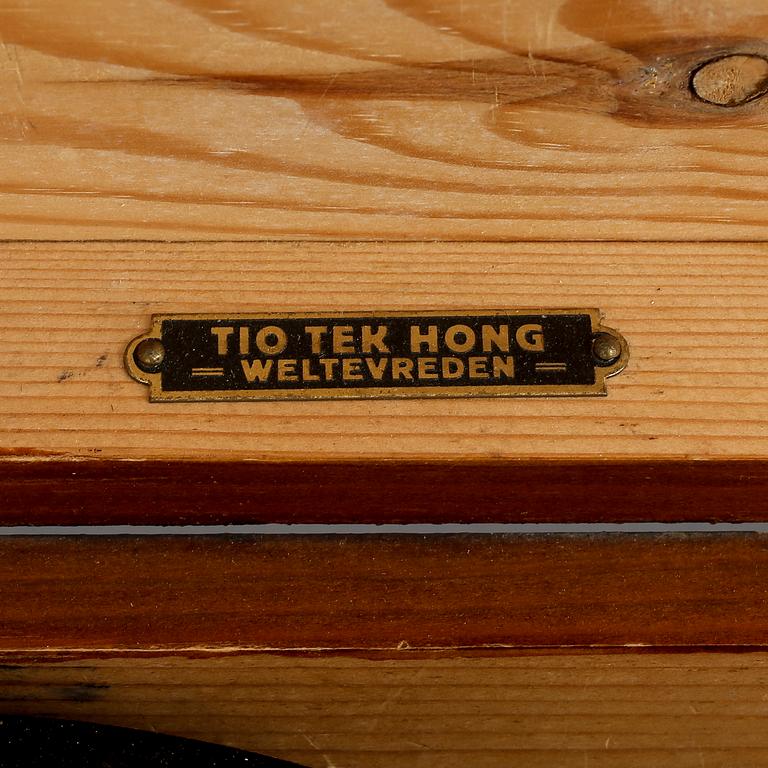 TIO TEK HONG
= WELTEVREDEN =